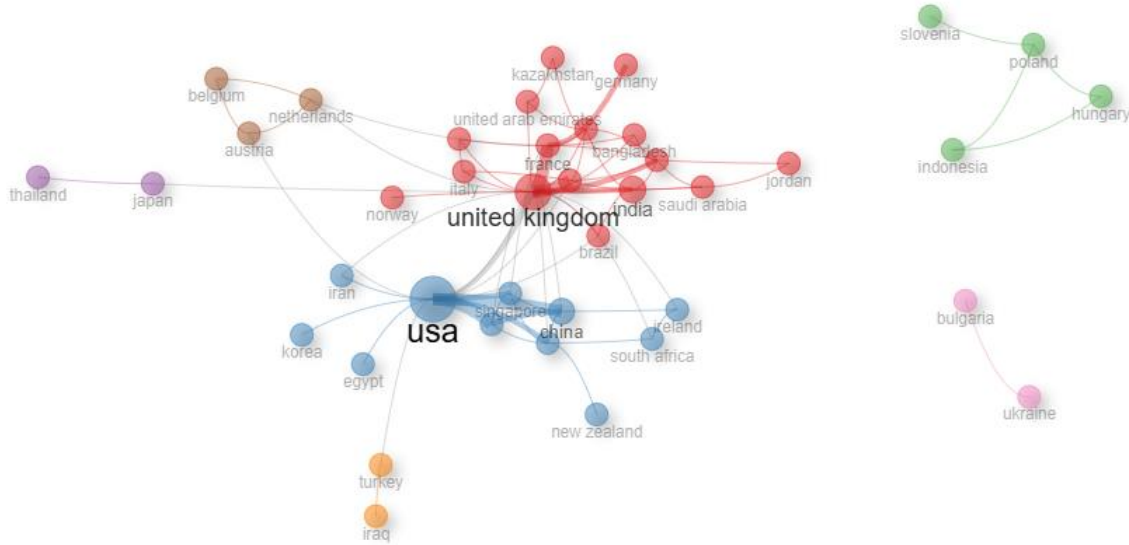 slovenia
poland
kazakhstan
germany
belgium
hungary
netherlands
united arab emirates
austria
bangladesh
france
indonesia
italy
jordan
thailand
japan
norway
india
saudi arabia
united kingdom
brazil
iran
singapore
bulgaria
ireland
usa
china
korea
south africa
egypt
ukraine
new zealand
turkey
iraq